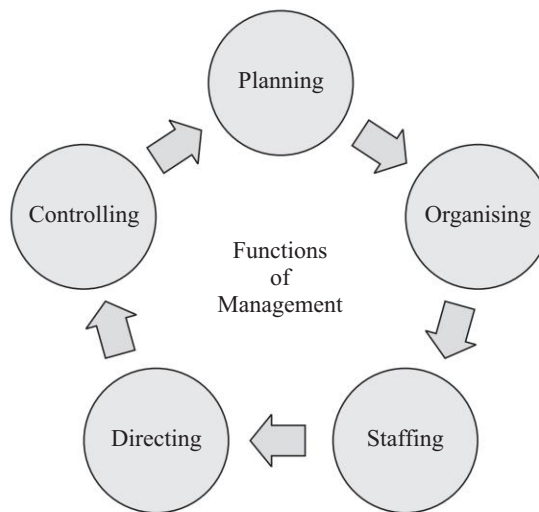 Planning
Organising
Staffing
Directing
Controlling
Functions
of
Management